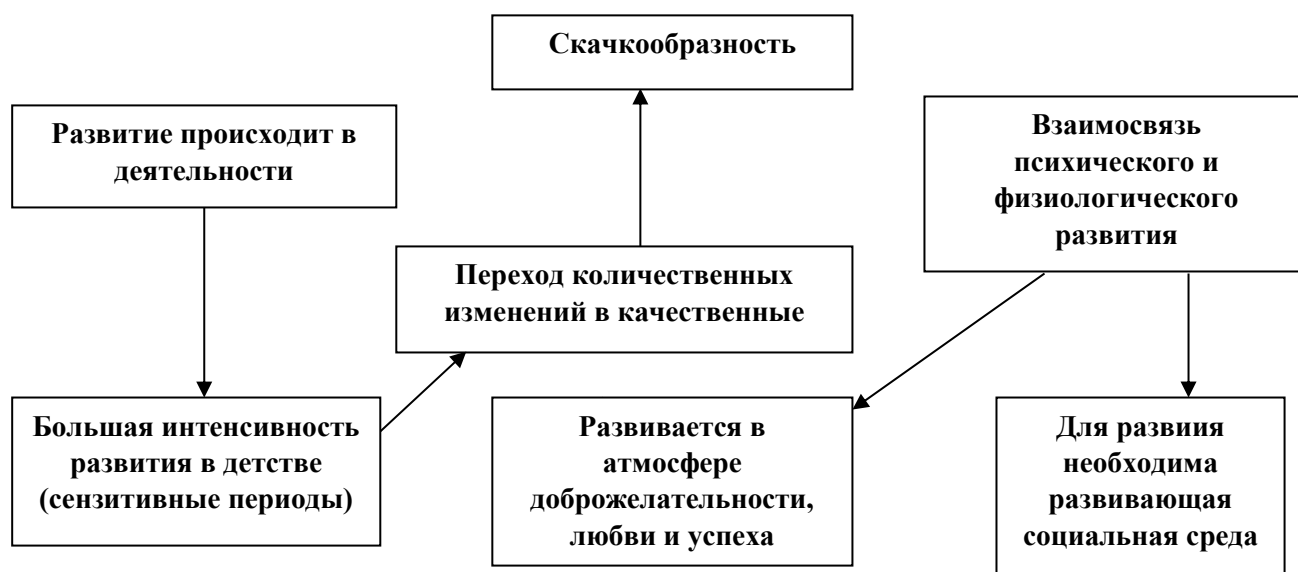 Скачкообразность
Развитие происходит в
деятельности
Взаимосвязь
психического и
физиологического
развития
Переход количественных
изменений в качественные
Большая интенсивность
развития в детстве
(сензитивные периоды)
Развивается в
атмосфере
доброжелательности,
любви и успеха
Для развиия
необходима
развивающая
социальная среда